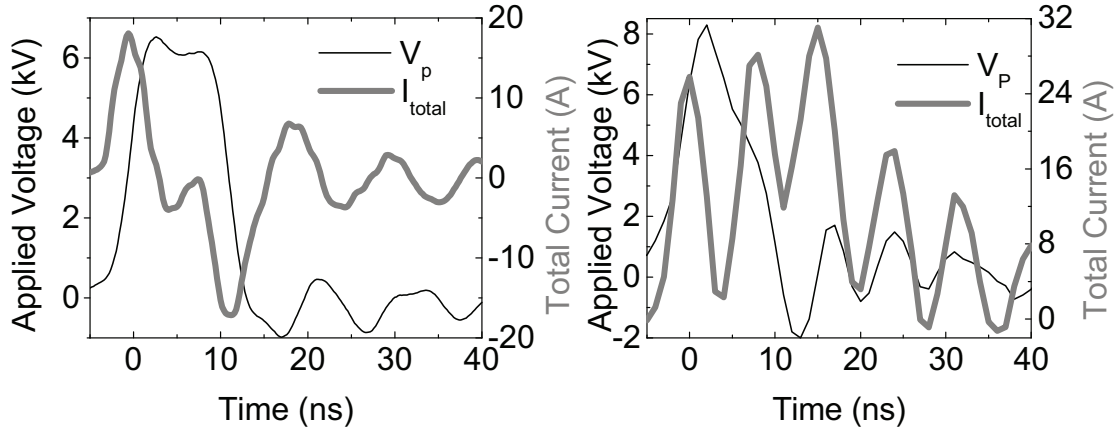 6
4
2
0
Applied Voltage (kV)
20
10
0
-10
-20
Total Current (A)
V_p
I_total
0 10 20 30 40
Time (ns)
8
6
4
2
0
-2
Applied Voltage (kV)
32
24
16
8
0
Total Current (A)
V_P
I_total
0 10 20 30 40
Time (ns)